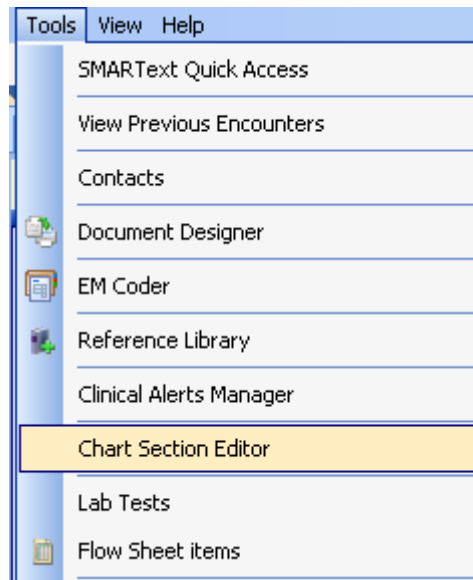 Tools View Help
SMARText Quick Access
View Previous Encounters
Contacts
Document Designer
EM Coder
Reference Library
Clinical Alerts Manager
Chart Section Editor
Lab Tests
Flow Sheet items